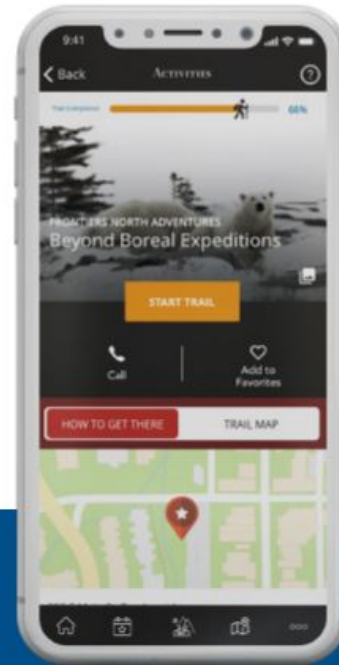 9:41
Back
ACTIVITIES
?
66%
FRONTIERS NORTH ADVENTURES
Beyond Boreal Expeditions
START TRAIL
Call
Add to
Favorites
HOW TO GET THERE
TRAIL MAP